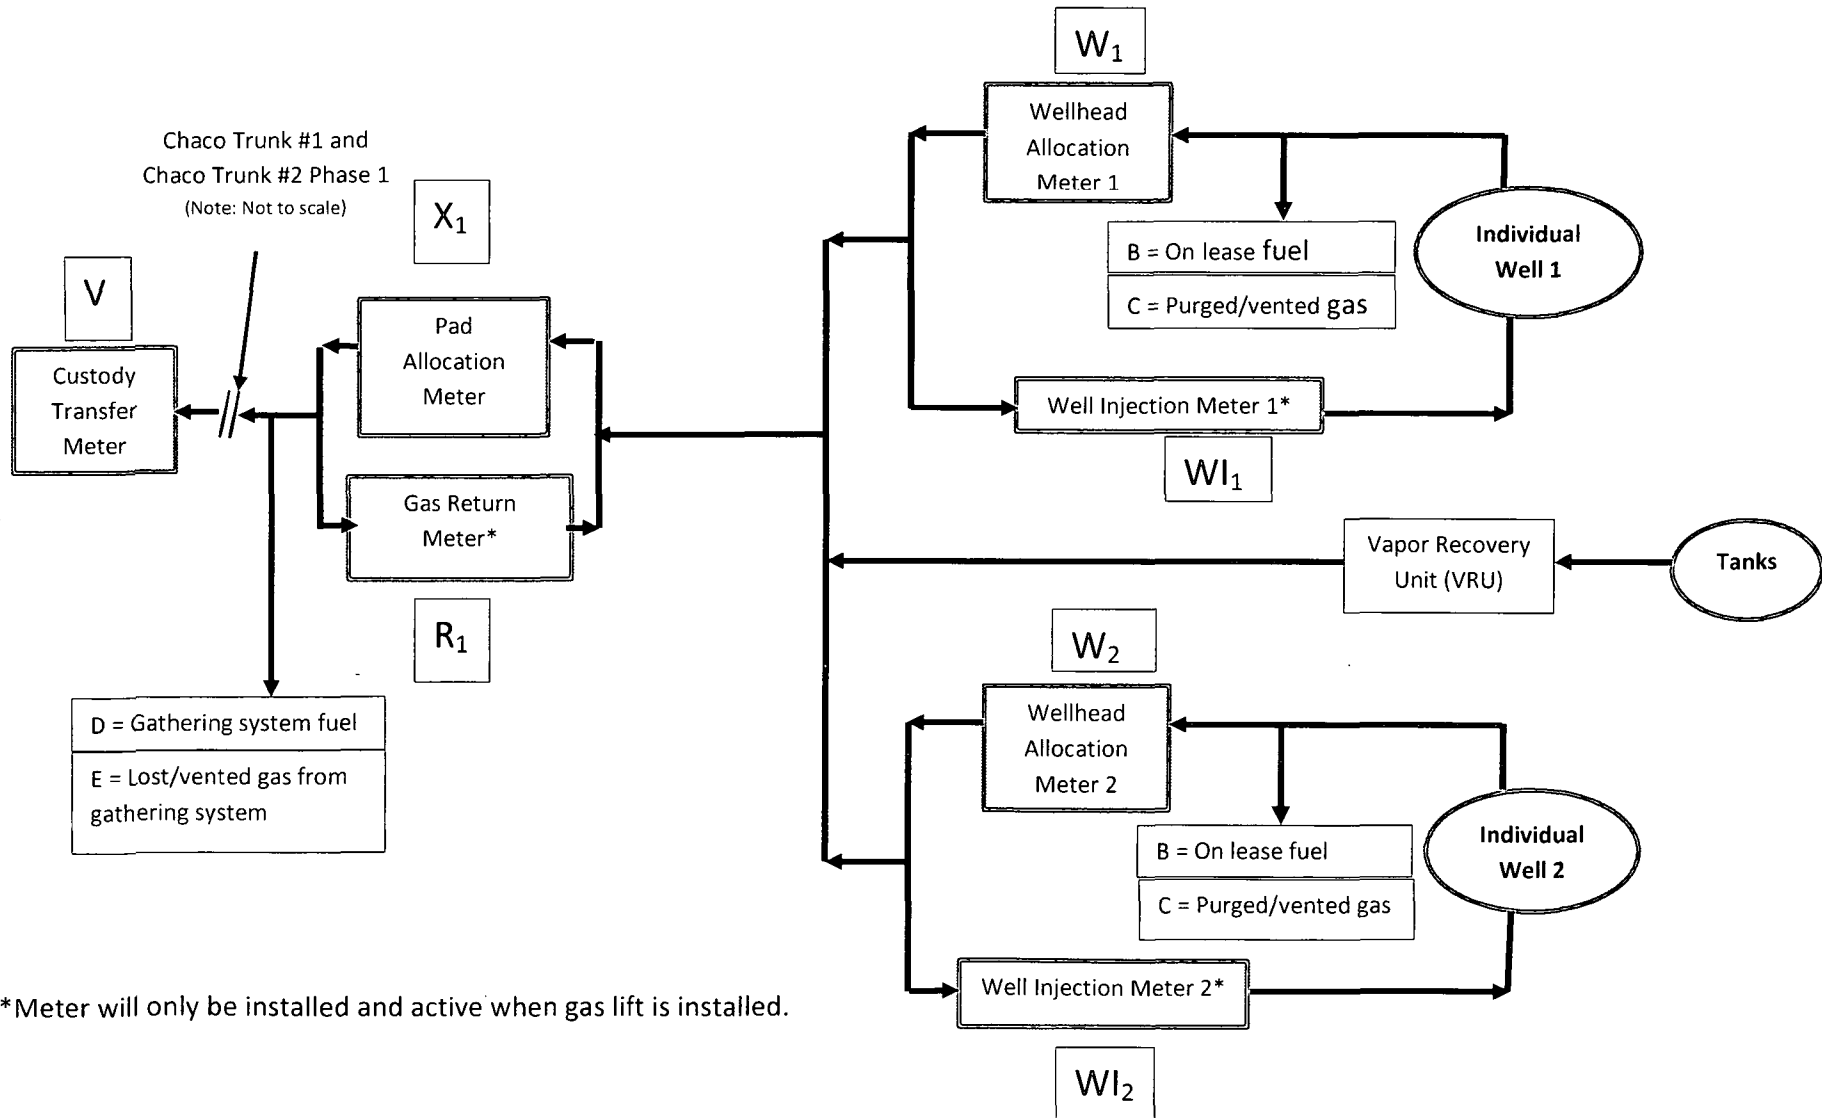 W₁
Wellhead
Allocation
Meter 1
Chaco Trunk #1 and
Chaco Trunk #2 Phase 1
(Note: Not to scale)
X₁
B = On lease fuel
C = Purged/vented gas
Individual
Well 1
V
Custody
Transfer
Meter
Pad
Allocation
Meter
Well Injection Meter 1*
WI₁
Gas Return
Meter*
R₁
Vapor Recovery
Unit (VRU)
Tanks
W₂
Wellhead
Allocation
Meter 2
D = Gathering system fuel
E = Lost/vented gas from
gathering system
B = On lease fuel
C = Purged/vented gas
Individual
Well 2
Well Injection Meter 2*
WI₂
*Meter will only be installed and active when gas lift is installed.